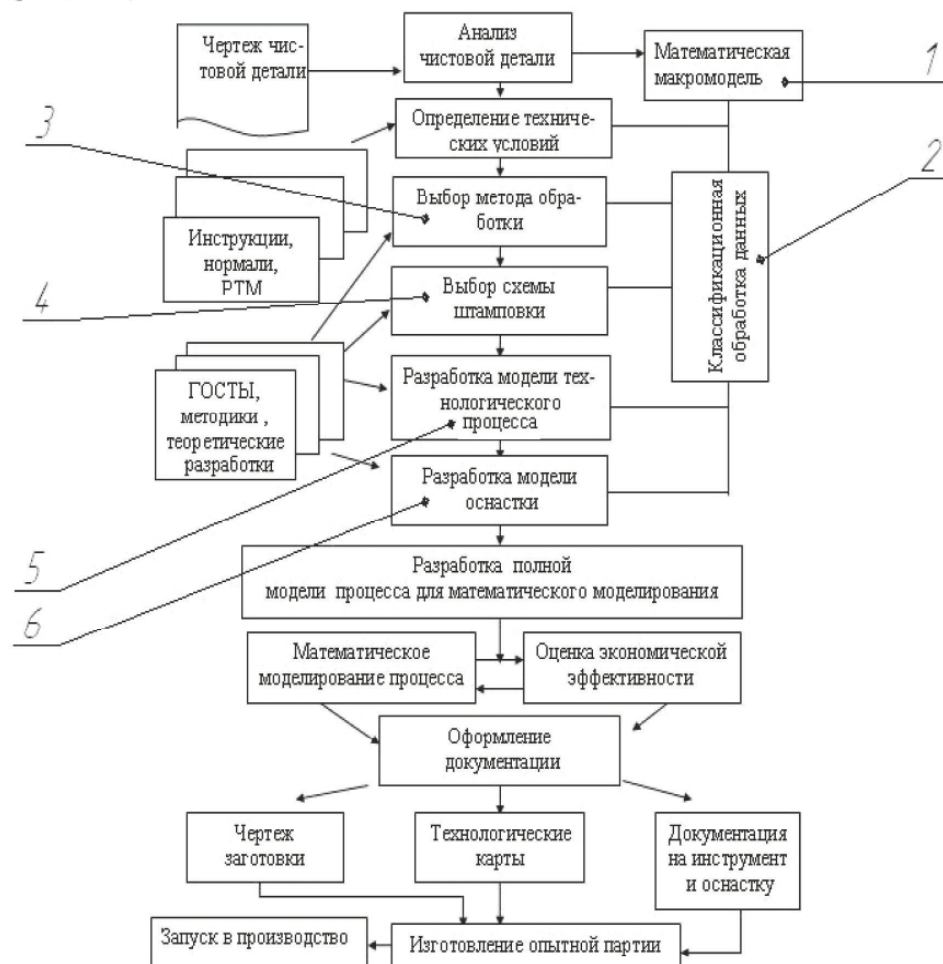 Чертеж чис-
товой детали
Анализ
чистовой детали
Математическая
макромодель
1
Определение техничес-
ких условий
3
Выбор метода обра-
ботки
2
Классификационная
обработка данных
Инструкции,
нормали,
РТМ
4
Выбор схемы
штамповки
ГОСТЫ,
методики ,
теоретические
разработки
Разработка модели тех-
нологического
процесса
Разработка модели
оснастки
5
6
Разработка полной
модели процесса для математического моделирования
Математическое
моделирование процесса
Оценка экономической
эффективности
Оформление
документации
Чертеж
заготовки
Технологические
карты
Документация
на инструмент
и оснастку
Запуск в производство
Изготовление опытной партии